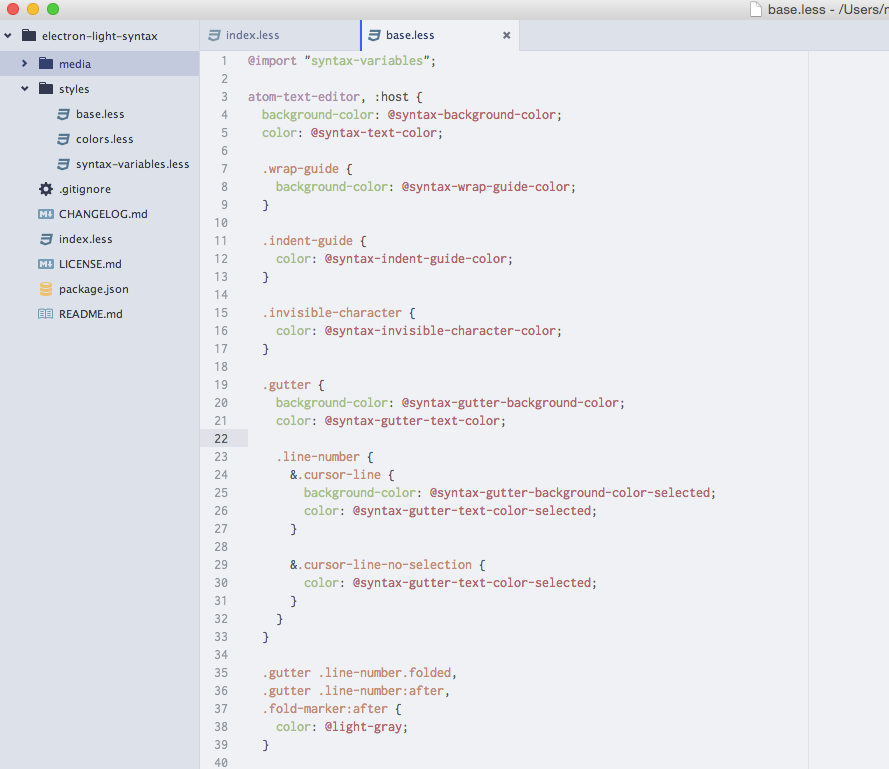 base.less - /Users/
electron-light-syntax
media
styles
base.less
colors.less
syntax-variables.less
.gitignore
CHANGELOG.md
index.less
LICENSE.md
package.json
README.md
index.less
base.less ×
1 @import "syntax-variables";
2
3 atom-text-editor, :host {
4   background-color: @syntax-background-color;
5   color: @syntax-text-color;
6
7   .wrap-guide {
8     background-color: @syntax-wrap-guide-color;
9   }
10
11   .indent-guide {
12     color: @syntax-indent-guide-color;
13   }
14
15   .invisible-character {
16     color: @syntax-invisible-character-color;
17   }
18
19   .gutter {
20     background-color: @syntax-gutter-background-color;
21     color: @syntax-gutter-text-color;
22
23     .line-number {
24       &.cursor-line {
25         background-color: @syntax-gutter-background-color-selected;
26         color: @syntax-gutter-text-color-selected;
27       }
28
29       &.cursor-line-no-selection {
30         color: @syntax-gutter-text-color-selected;
31       }
32     }
33   }
34
35   .gutter .line-number.folded,
36   .gutter .line-number:after,
37   .fold-marker:after {
38     color: @light-gray;
39   }
40